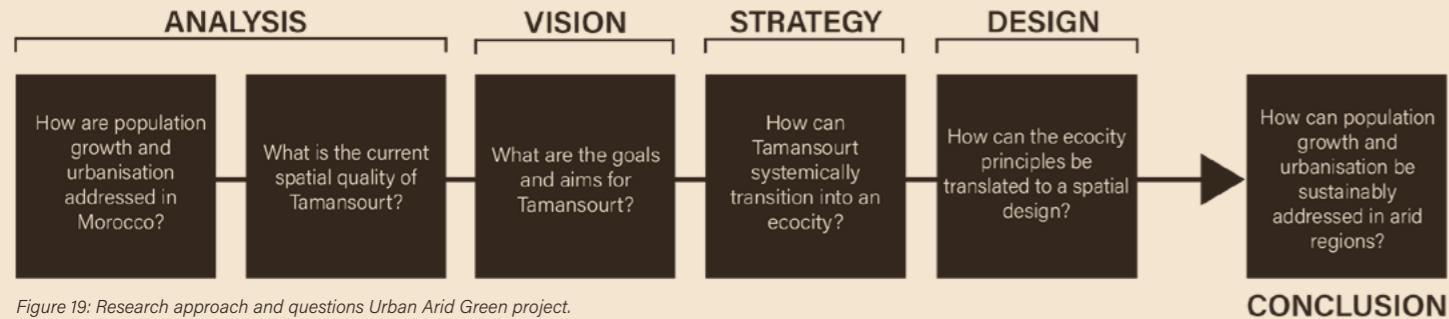 ANALYSIS
VISION
STRATEGY
DESIGN
How are population
growth and
urbanisation
addressed in
Morocco?
What is the current
spatial quality of
Tamansourt?
What are the goals
and aims for
Tamansourt?
How can
Tamansourt
systemically
transition into an
ecocity?
How can the ecocity
principles be
translated to a spatial
design?
How can population
growth and
urbanisation be
sustainably
addressed in arid
regions?
CONCLUSION
Figure 19: Research approach and questions Urban Arid Green project.